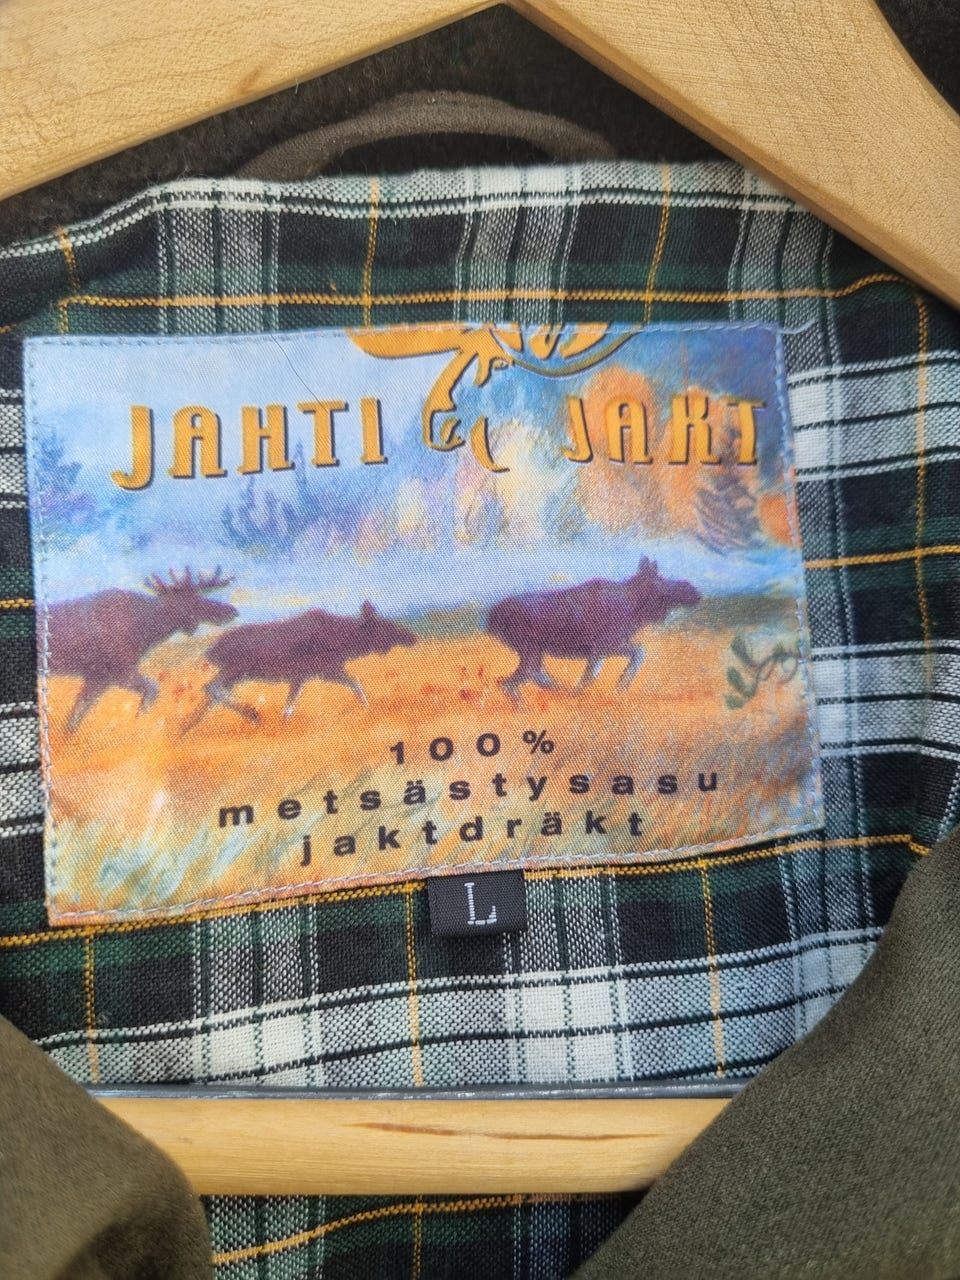 JAHTI JAKT
100%
metsästysasu
jaktdräkt
L